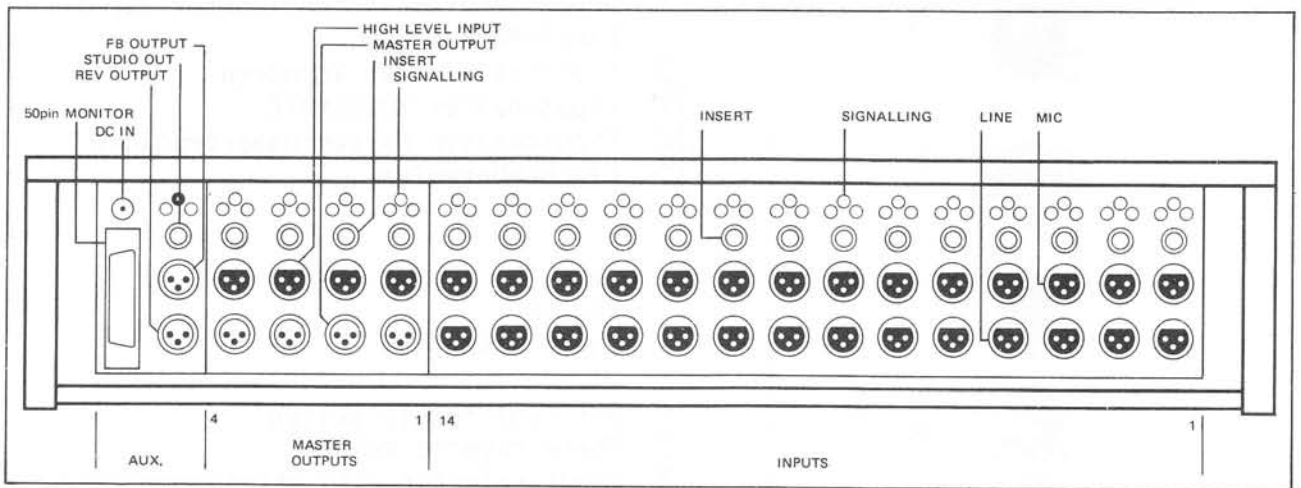 HIGH LEVEL INPUT
FB OUTPUT
MASTER OUTPUT
STUDIO OUT
INSERT
REV OUTPUT
SIGNALLING
50pin MONITOR
DC IN
INSERT
SIGNALLING
LINE
MIC
4
1
14
1
AUX.
MASTER
OUTPUTS
INPUTS